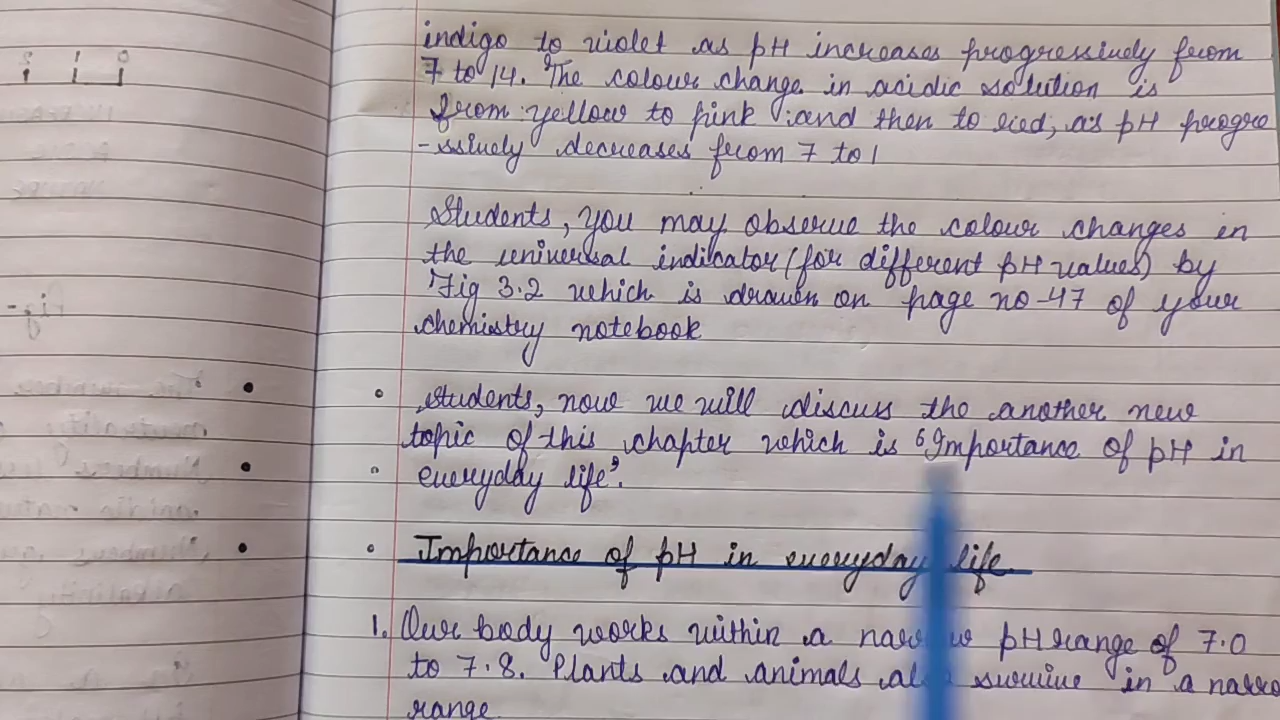 indigo to violet as pH increases progressively from
7 to 14. The colour change in acidic solution is
from yellow to pink and then to red, as pH progre
-ssively decreases from 7 to 1
Students, you may observe the colour changes in
the universal indicator (for different pH values) by
Fig 3.2 which is drawn on page no-47 of your
chemistry notebook
students, now we will discuss the another new
topic of this chapter which is 'Importance of pH in
everyday life'.
Importance of pH in everyday life
1. Our body works within a narrow pH range of 7.0
to 7.8. Plants and animals survive in a narro
range